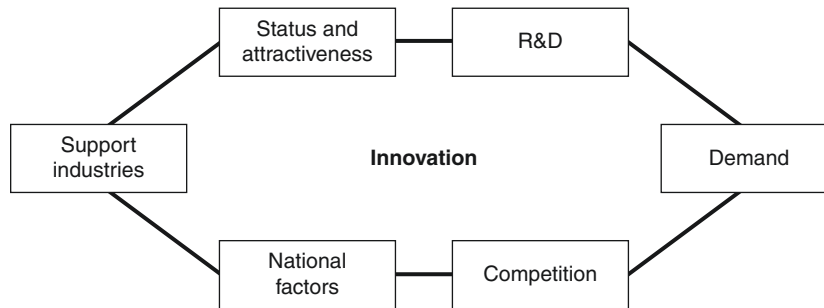 Status and
attractiveness
R&D
Support
industries
Innovation
Demand
National
factors
Competition